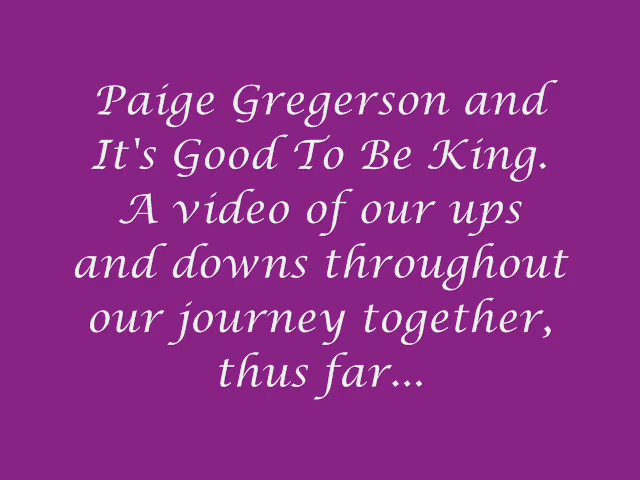 Paige Gregerson and
It's Good To Be King.
A video of our ups
and downs throughout
our journey together,
thus far...